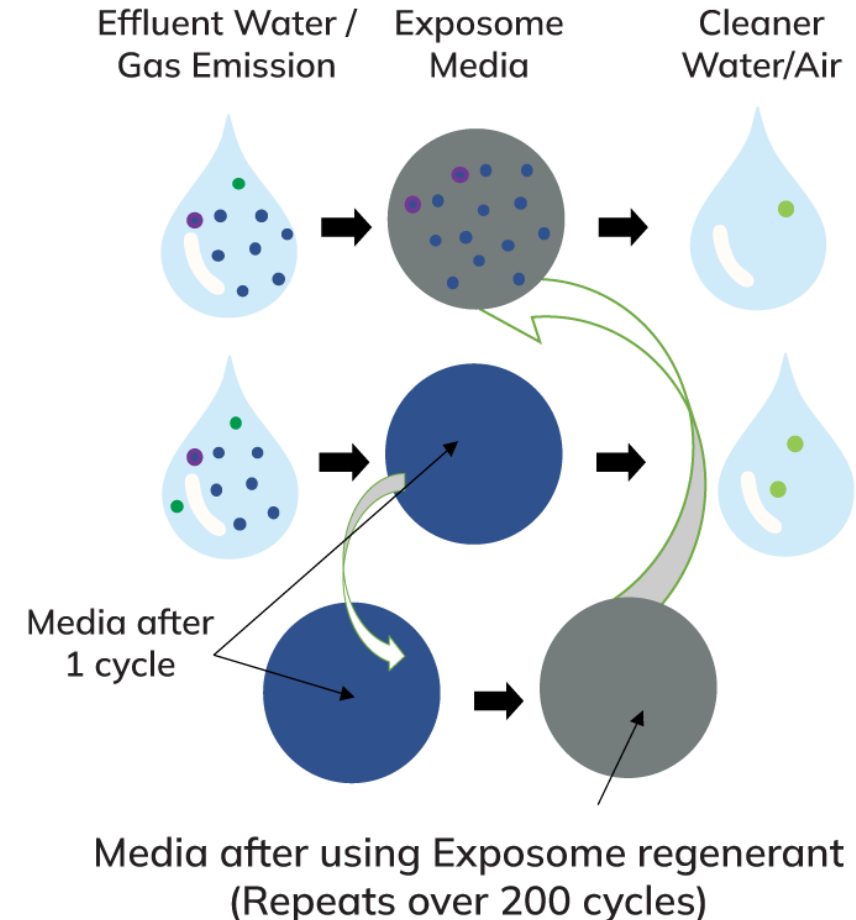 Effluent Water /
Gas Emission
Exposome
Media
Cleaner
Water/Air
Media after
1 cycle
Media after using Exposome regenerant
(Repeats over 200 cycles)